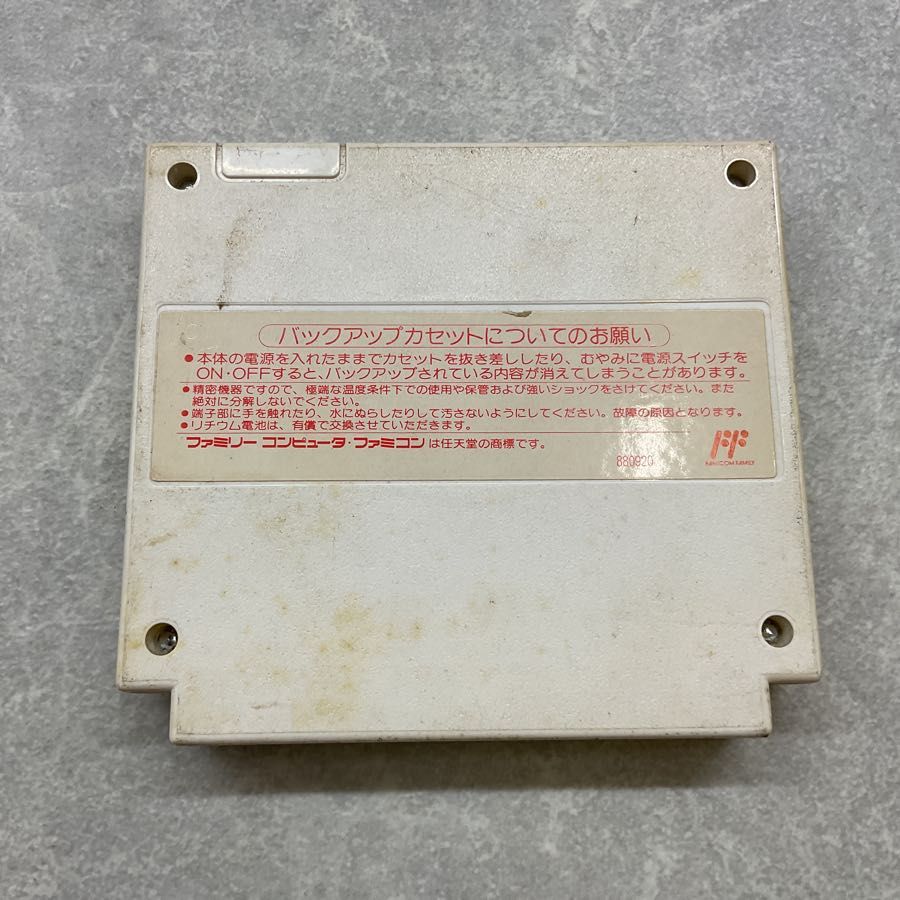 バックアップカセットについてのお願い
●本体の電源を入れたままでカセットを抜き差ししたり、むやみに電源スイッチを
ON・OFFすると、バックアップされている内容が消えてしまうことがあります。
●精密機器ですので、極端な温度条件下での使用や保管および強いショックをさけてください。また
絶対に分解しないでください。
●端子部に手を触れたり、水にぬらしたりして汚さないようにしてください。故障の原因となります。
●リチウム電池は、有償で交換させていただきます。
ファミリーコンピュータ・ファミコンは任天堂の商標です。
880920
FAMICOM FAMILY